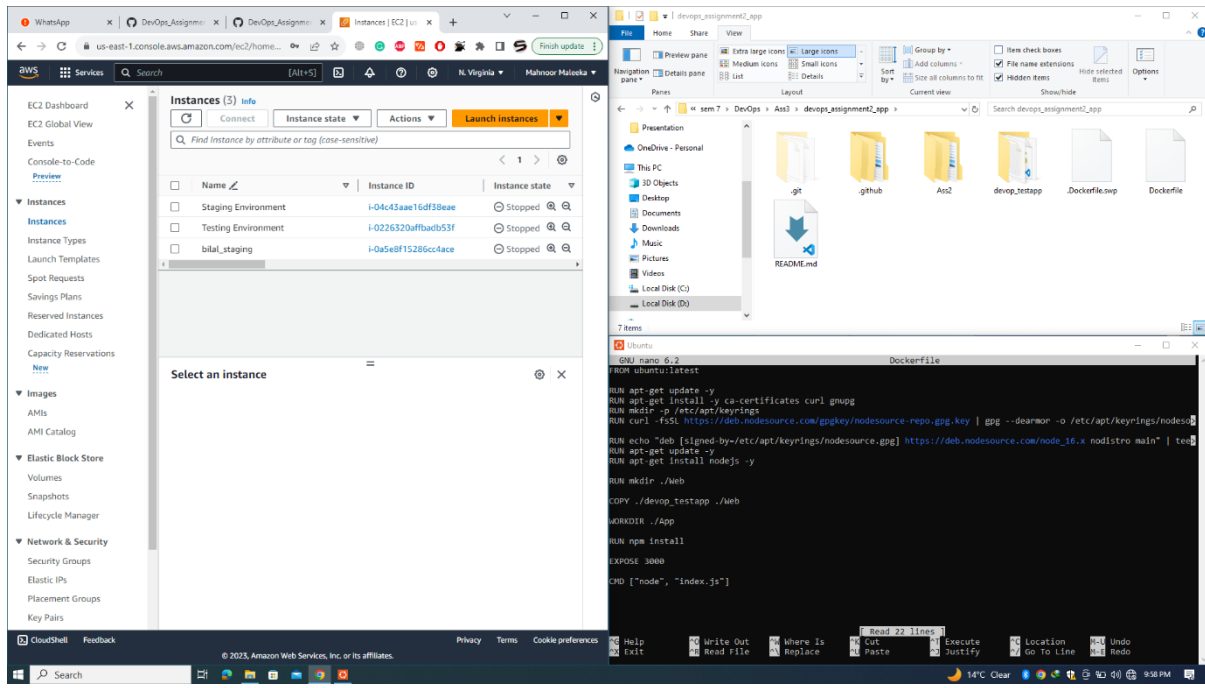 WhatsApp
DevOps_Assignme
DevOps_Assignme
Instances | EC2 | us
us-east-1.console.aws.amazon.com/ec2/home...
Finish update
aws
Services
Search
[Alt+S]
N. Virginia
Mahnoor Maleeka
EC2 Dashboard
EC2 Global View
Events
Console-to-Code
Preview
Instances
Instances
Instance Types
Launch Templates
Spot Requests
Savings Plans
Reserved Instances
Dedicated Hosts
Capacity Reservations
New
Images
AMIs
AMI Catalog
Elastic Block Store
Volumes
Snapshots
Lifecycle Manager
Network & Security
Security Groups
Elastic IPs
Placement Groups
Key Pairs
Instances (3) Info
Connect
Instance state
Actions
Launch instances
Find Instance by attribute or tag (case-sensitive)
1
Name
Instance ID
Instance state
Staging Environment i-04c43aae16df38eae Stopped
Testing Environment i-0226320affbadb53f Stopped
bilal_staging i-0a5e8f15286cc4ace Stopped
Select an instance
CloudShell Feedback
Privacy Terms Cookie preferences
© 2023, Amazon Web Services, Inc. or its affiliates.
devops_assignment2_app
File Home Share View
Navigation pane
Preview pane
Details pane
Panes
Extra large icons
Large icons
Medium icons
Small icons
List
Details
Layout
Sort by
Group by
Add columns
Size all columns to fit
Current view
Item check boxes
File name extensions
Hidden items
Hide selected items
Show/hide
Options
« sem 7 › DevOps › Ass3 › devops_assignment2_app ›
Search devops_assignment2_app
Presentation
OneDrive - Personal
This PC
3D Objects
Desktop
Documents
Downloads
Music
Pictures
Videos
Local Disk (C:)
Local Disk (D:)
.git
.github
Ass2
devop_testapp
.Dockerfile.swp
Dockerfile
README.md
7 items
Ubuntu
GNU nano 6.2 Dockerfile
FROM ubuntu:latest
RUN apt-get update -y
RUN apt-get install -y ca-certificates curl gnupg
RUN mkdir -p /etc/apt/keyrings
RUN curl -fsSL https://deb.nodesource.com/gpgkey/nodesource-repo.gpg.key | gpg --dearmor -o /etc/apt/keyrings/nodeso>
RUN echo "deb [signed-by=/etc/apt/keyrings/nodesource.gpg] https://deb.nodesource.com/node_16.x nodistro main" | tee>
RUN apt-get update -y
RUN apt-get install nodejs -y
RUN mkdir ./Web
COPY ./devop_testapp ./Web
WORKDIR ./App
RUN npm install
EXPOSE 3000
CMD ["node", "index.js"]
[ Read 22 lines ]
^G Help ^O Write Out ^W Where Is ^K Cut ^T Execute ^C Location M-U Undo
^X Exit ^R Read File ^\ Replace ^U Paste ^J Justify ^/ Go To Line M-E Redo
Search
14°C Clear
9:58 PM